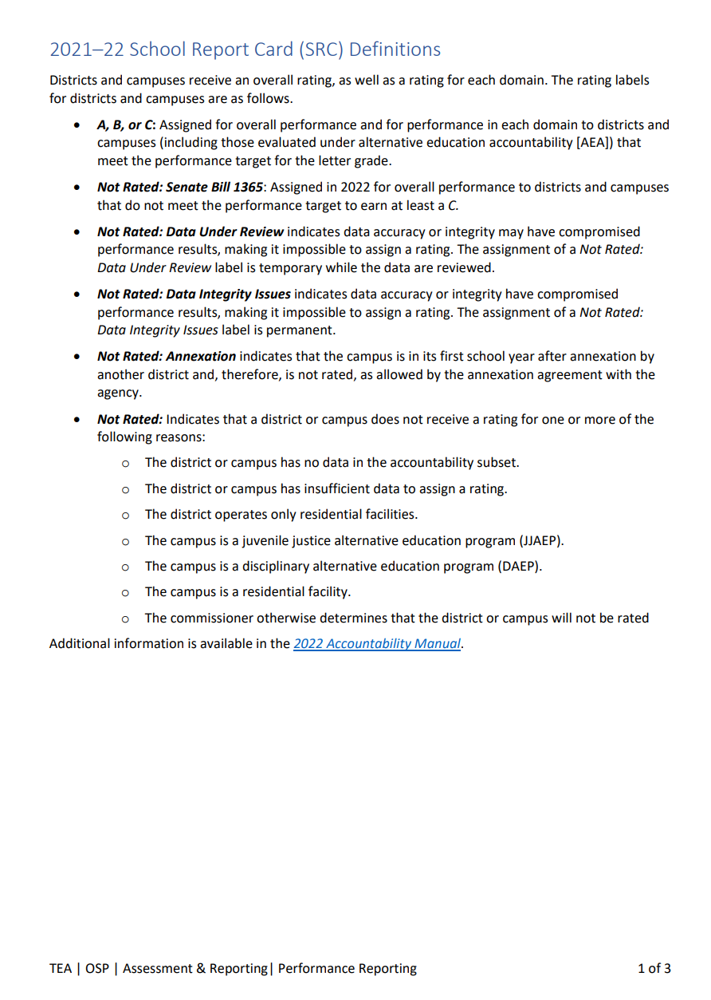 2021–22 School Report Card (SRC) Definitions
Districts and campuses receive an overall rating, as well as a rating for each domain. The rating labels
for districts and campuses are as follows.
• A, B, or C: Assigned for overall performance and for performance in each domain to districts and
campuses (including those evaluated under alternative education accountability [AEA]) that
meet the performance target for the letter grade.
• Not Rated: Senate Bill 1365: Assigned in 2022 for overall performance to districts and campuses
that do not meet the performance target to earn at least a C.
• Not Rated: Data Under Review indicates data accuracy or integrity may have compromised
performance results, making it impossible to assign a rating. The assignment of a Not Rated:
Data Under Review label is temporary while the data are reviewed.
• Not Rated: Data Integrity Issues indicates data accuracy or integrity have compromised
performance results, making it impossible to assign a rating. The assignment of a Not Rated:
Data Integrity Issues label is permanent.
• Not Rated: Annexation indicates that the campus is in its first school year after annexation by
another district and, therefore, is not rated, as allowed by the annexation agreement with the
agency.
• Not Rated: Indicates that a district or campus does not receive a rating for one or more of the
following reasons:
o The district or campus has no data in the accountability subset.
o The district or campus has insufficient data to assign a rating.
o The district operates only residential facilities.
o The campus is a juvenile justice alternative education program (JJAEP).
o The campus is a disciplinary alternative education program (DAEP).
o The campus is a residential facility.
o The commissioner otherwise determines that the district or campus will not be rated
Additional information is available in the 2022 Accountability Manual.
TEA | OSP | Assessment & Reporting| Performance Reporting 1 of 3